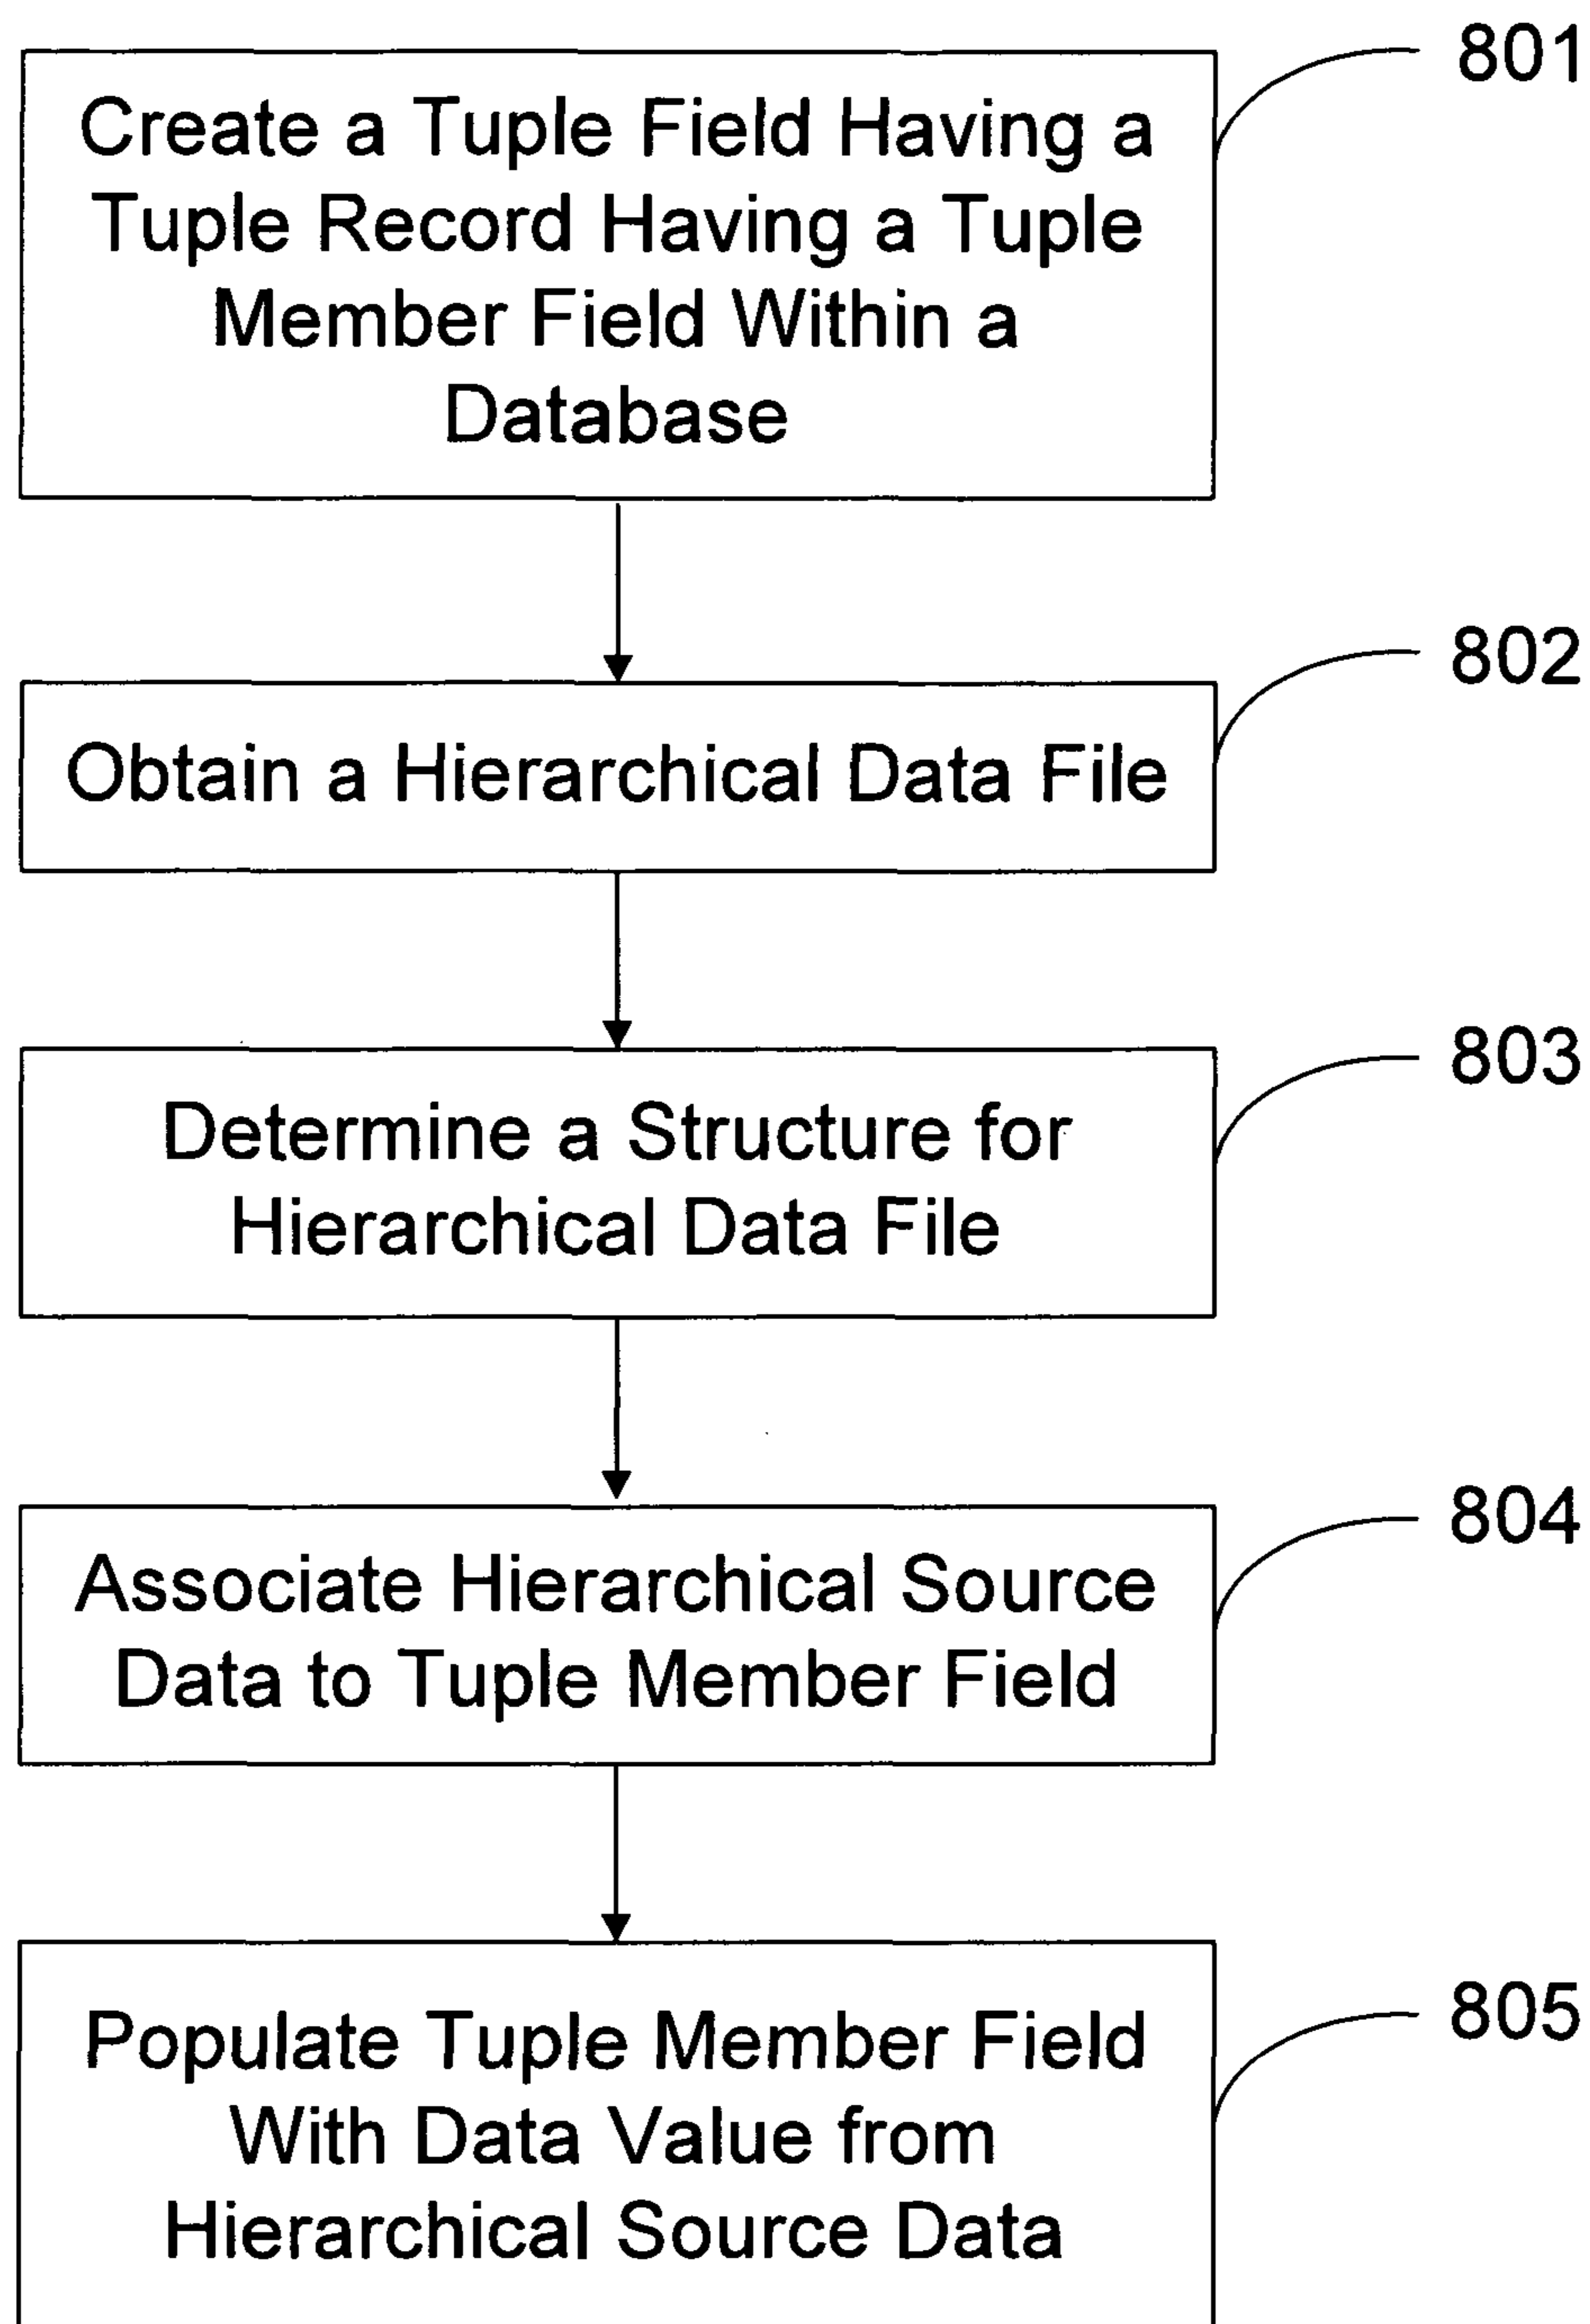 801
Create a Tuple Field Having a
Tuple Record Having a Tuple
Member Field Within a
Database
802
Obtain a Hierarchical Data File
803
Determine a Structure for
Hierarchical Data File
804
Associate Hierarchical Source
Data to Tuple Member Field
805
Populate Tuple Member Field
With Data Value from
Hierarchical Source Data